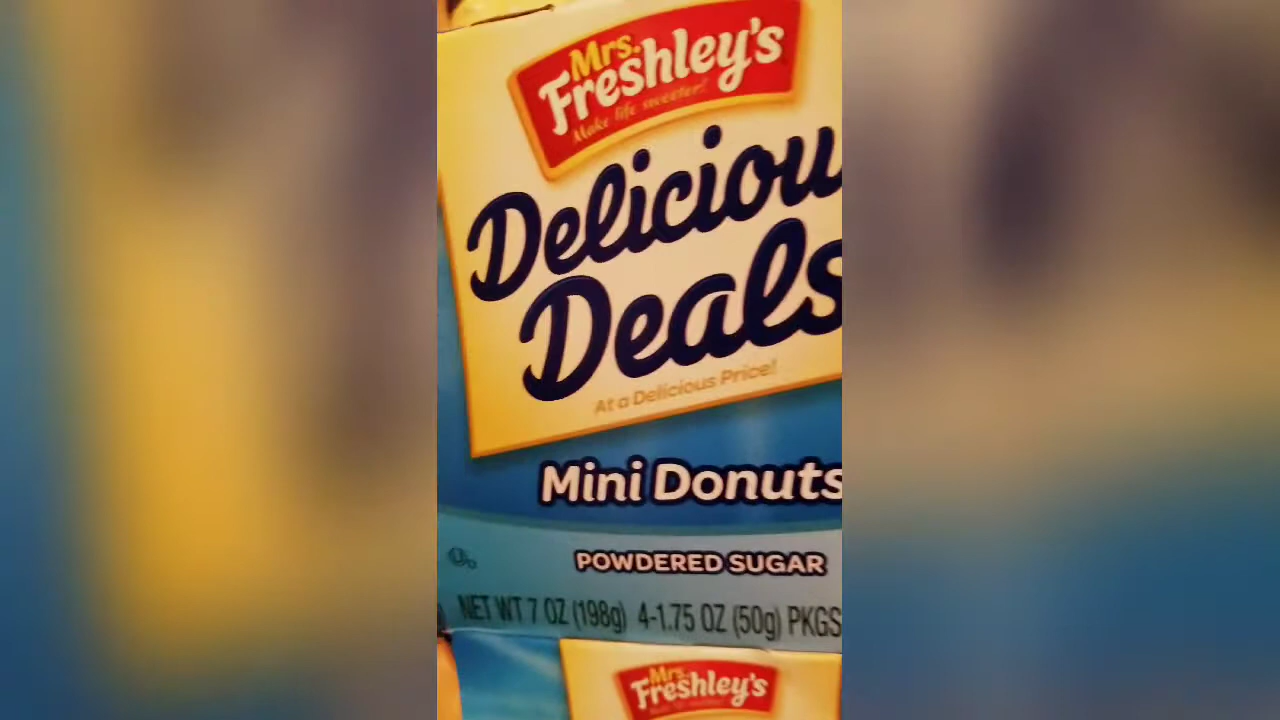 Mrs.
Freshley's
Make life sweeter!
Deliciou
Deals
At a Delicious Price!
Mini Donuts
POWDERED SUGAR
NET WT 7 OZ (198g) 4-1.75 OZ (50g) PKGS
Mrs.
Freshley's